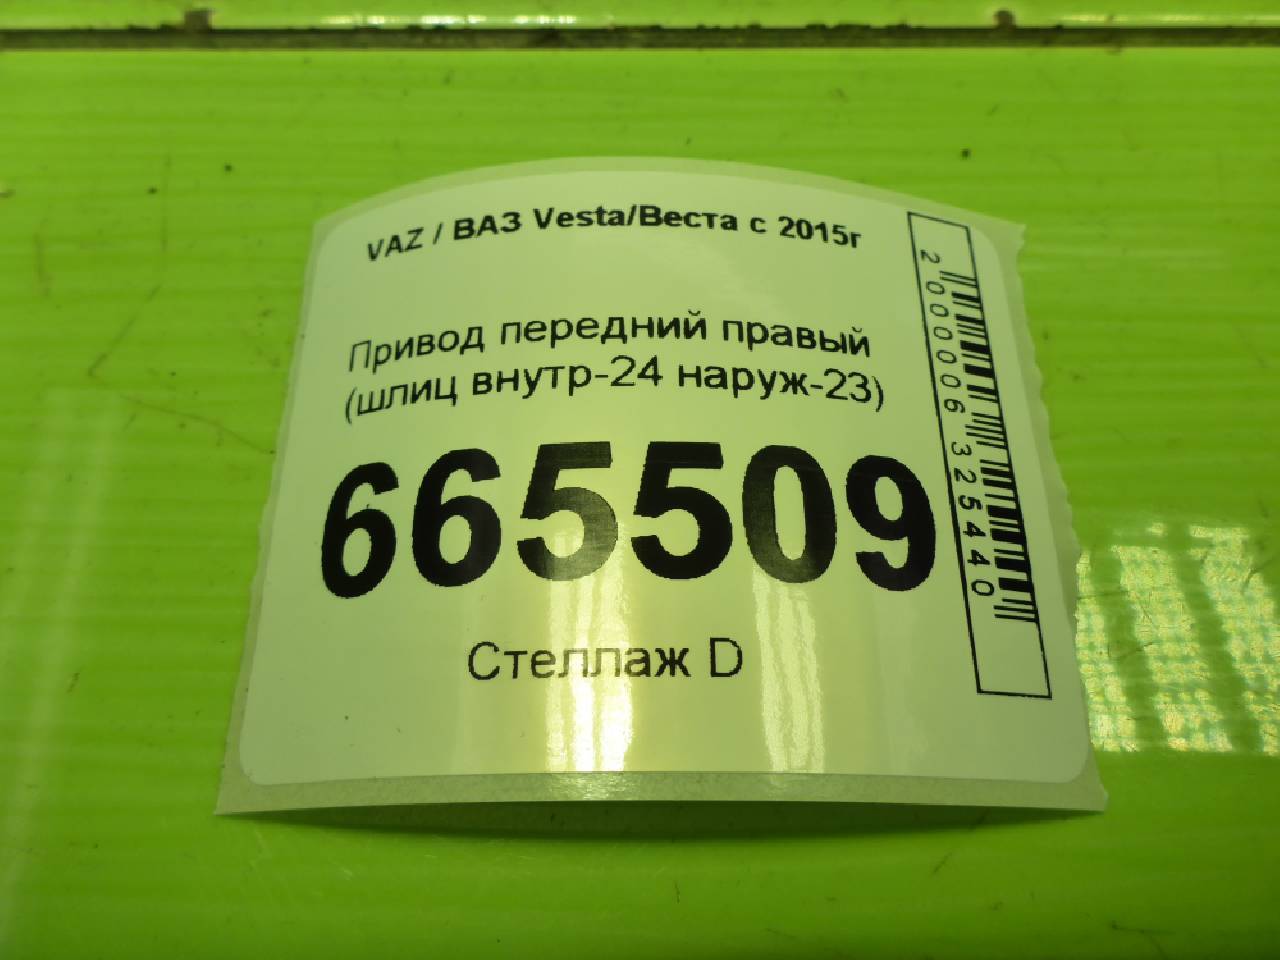 VAZ / ВАЗ Vesta/Веста с 2015г
Привод передний правый
(шлиц внутр-24 наруж-23)
665509
Стеллаж D
2000006325440